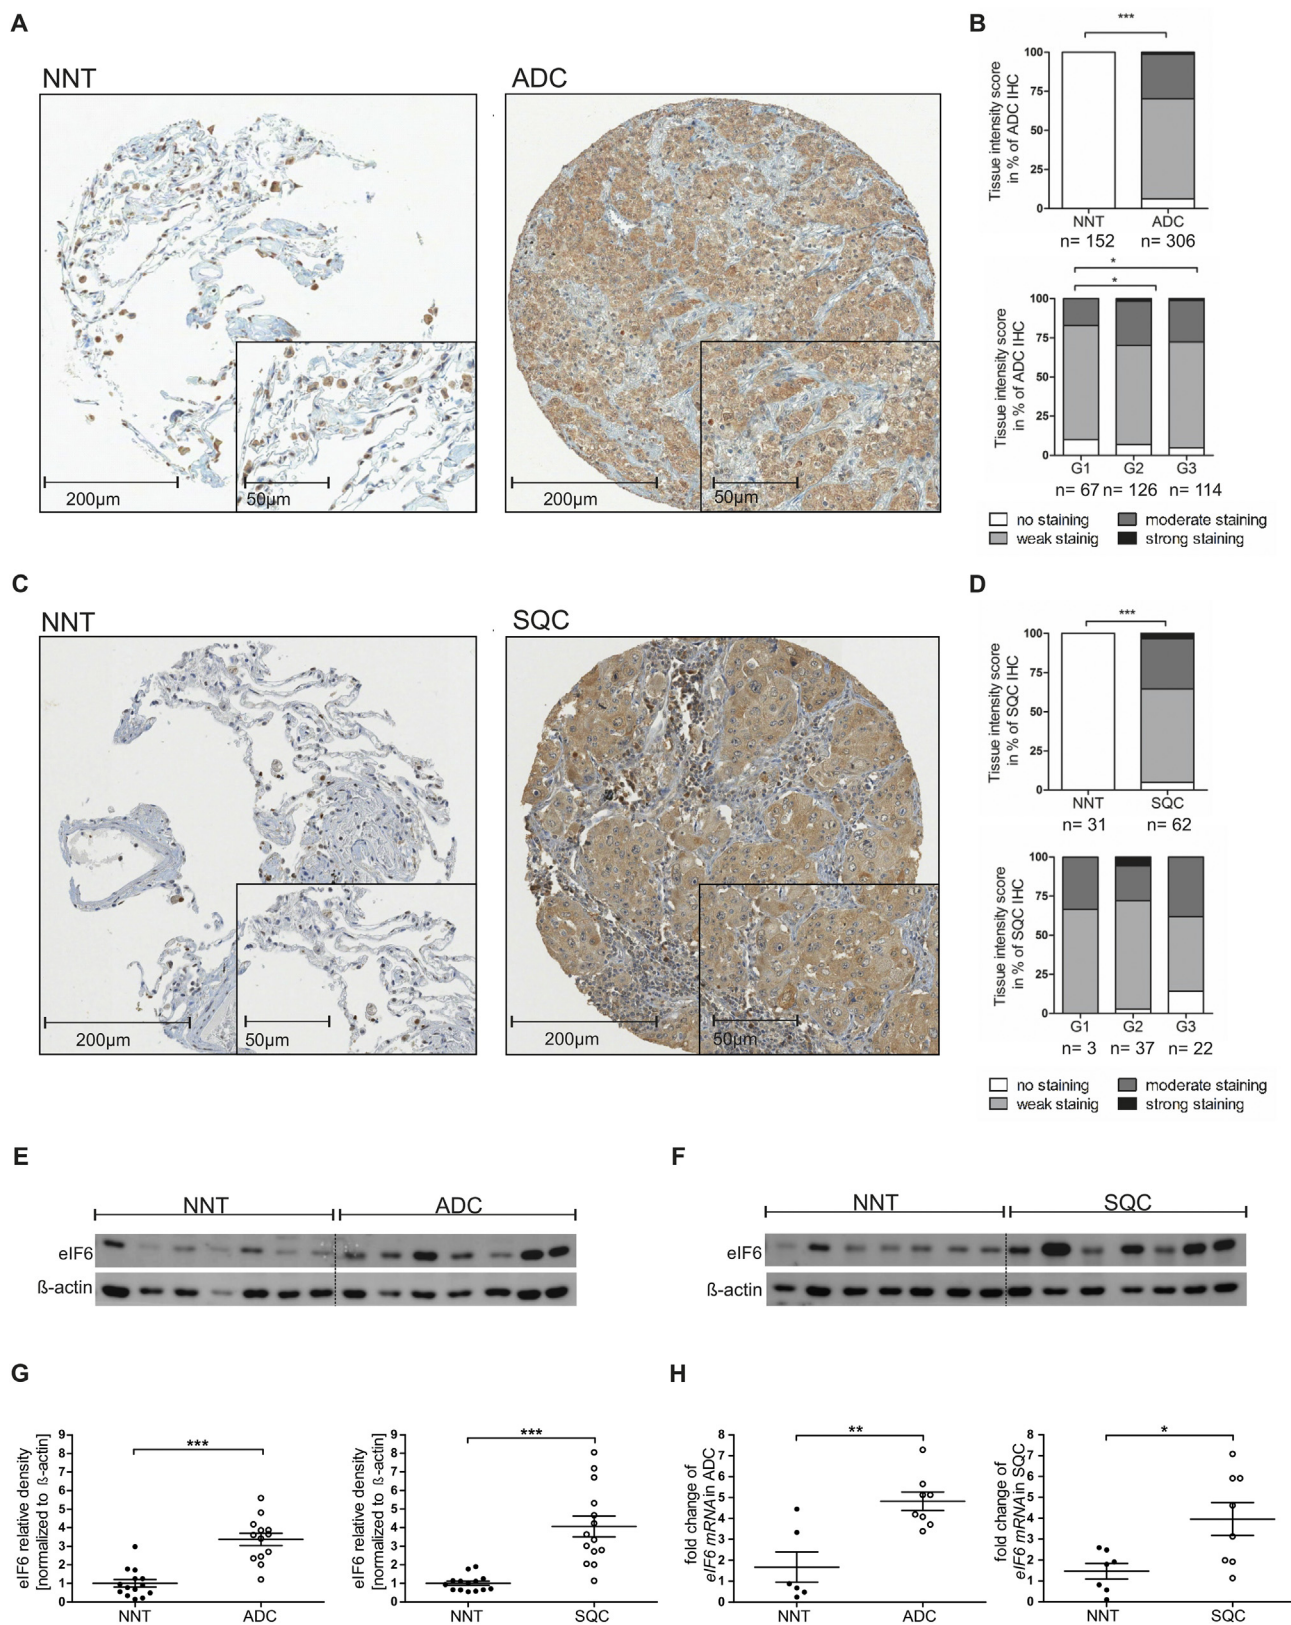 A
NNT
ADC
200µm
50µm
200µm
50µm
B
***
Tissue intensity score
in % of ADC IHC
100
75
50
25
0
NNT
ADC
n= 152
n= 306
*
*
Tissue intensity score
in % of ADC IHC
100
75
50
25
0
G1
G2
G3
n= 67
n= 126
n= 114
no staining
moderate staining
weak stainig
strong staining
C
NNT
SQC
200µm
50µm
200µm
50µm
D
***
Tissue intensity score
in % of SQC IHC
100
75
50
25
0
NNT
SQC
n= 31
n= 62
Tissue intensity score
in % of SQC IHC
100
75
50
25
0
G1
G2
G3
n= 3
n= 37
n= 22
no staining
moderate staining
weak stainig
strong staining
E
NNT
ADC
eIF6
ß-actin
F
NNT
SQC
eIF6
ß-actin
G
eIF6 relative density
[normalized to ß-actin]
9
8
7
6
5
4
3
2
1
0
***
NNT
ADC
eIF6 relative density
[normalized to ß-actin]
9
8
7
6
5
4
3
2
1
0
***
NNT
SQC
H
fold change of
eIF6 mRNA in ADC
8
7
6
5
4
3
2
1
0
**
NNT
ADC
fold change of
eIF6 mRNA in SQC
8
7
6
5
4
3
2
1
0
*
NNT
SQC